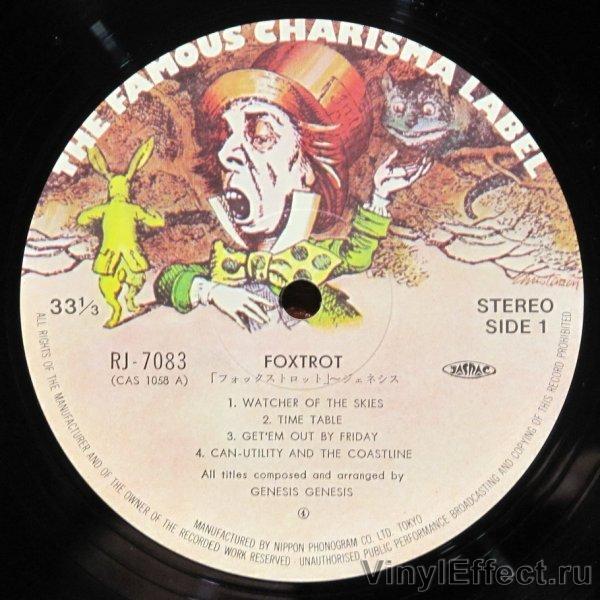 THE FAMOUS CHARISMA LABEL
33 1/3
STEREO
SIDE 1
RJ-7083
(CAS 1058 A)
FOXTROT
「フォックストロット」〜ジェネシス
JASRAC
1. WATCHER OF THE SKIES
2. TIME TABLE
3. GET'EM OUT BY FRIDAY
4. CAN-UTILITY AND THE COASTLINE
All titles composed and arranged by
GENESIS GENESIS
4
MANUFACTURED BY NIPPON PHONOGRAM CO. LTD. TOKYO
ALL RIGHTS OF THE MANUFACTURER AND OF THE OWNER OF THE RECORDED WORK RESERVED · UNAUTHORISED PUBLIC PERFORMANCE BROADCASTING AND COPYING OF THIS RECORD PROHIBITED
VinylEffect.ru